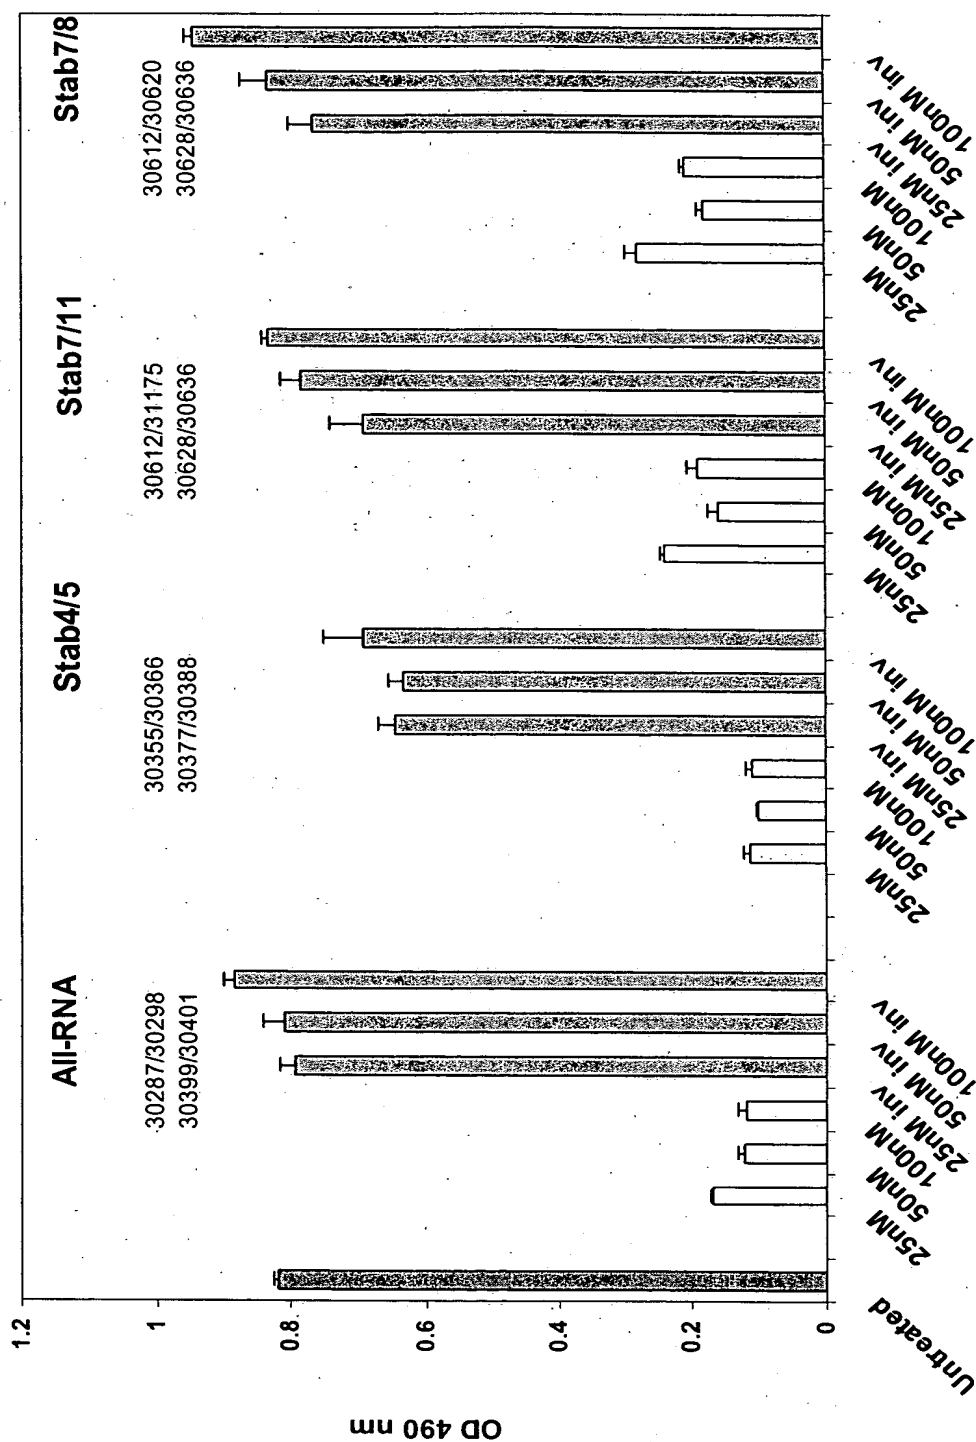 All-RNA
Stab4/5
Stab7/11
Stab7/8
30287/30298
30399/30401
30355/30366
30377/30388
30612/31175
30628/30636
30612/30620
30628/30636
OD 490 nm
1.2
1
0.8
0.6
0.4
0.2
0
Untreated
25nM
50nM
100nM
25nM inv
50nM inv
100nM inv
25nM
50nM
100nM
25nM inv
50nM inv
100nM inv
25nM
50nM
100nM
25nM inv
50nM inv
100nM inv
25nM
50nM
100nM
25nM inv
50nM inv
100nM inv